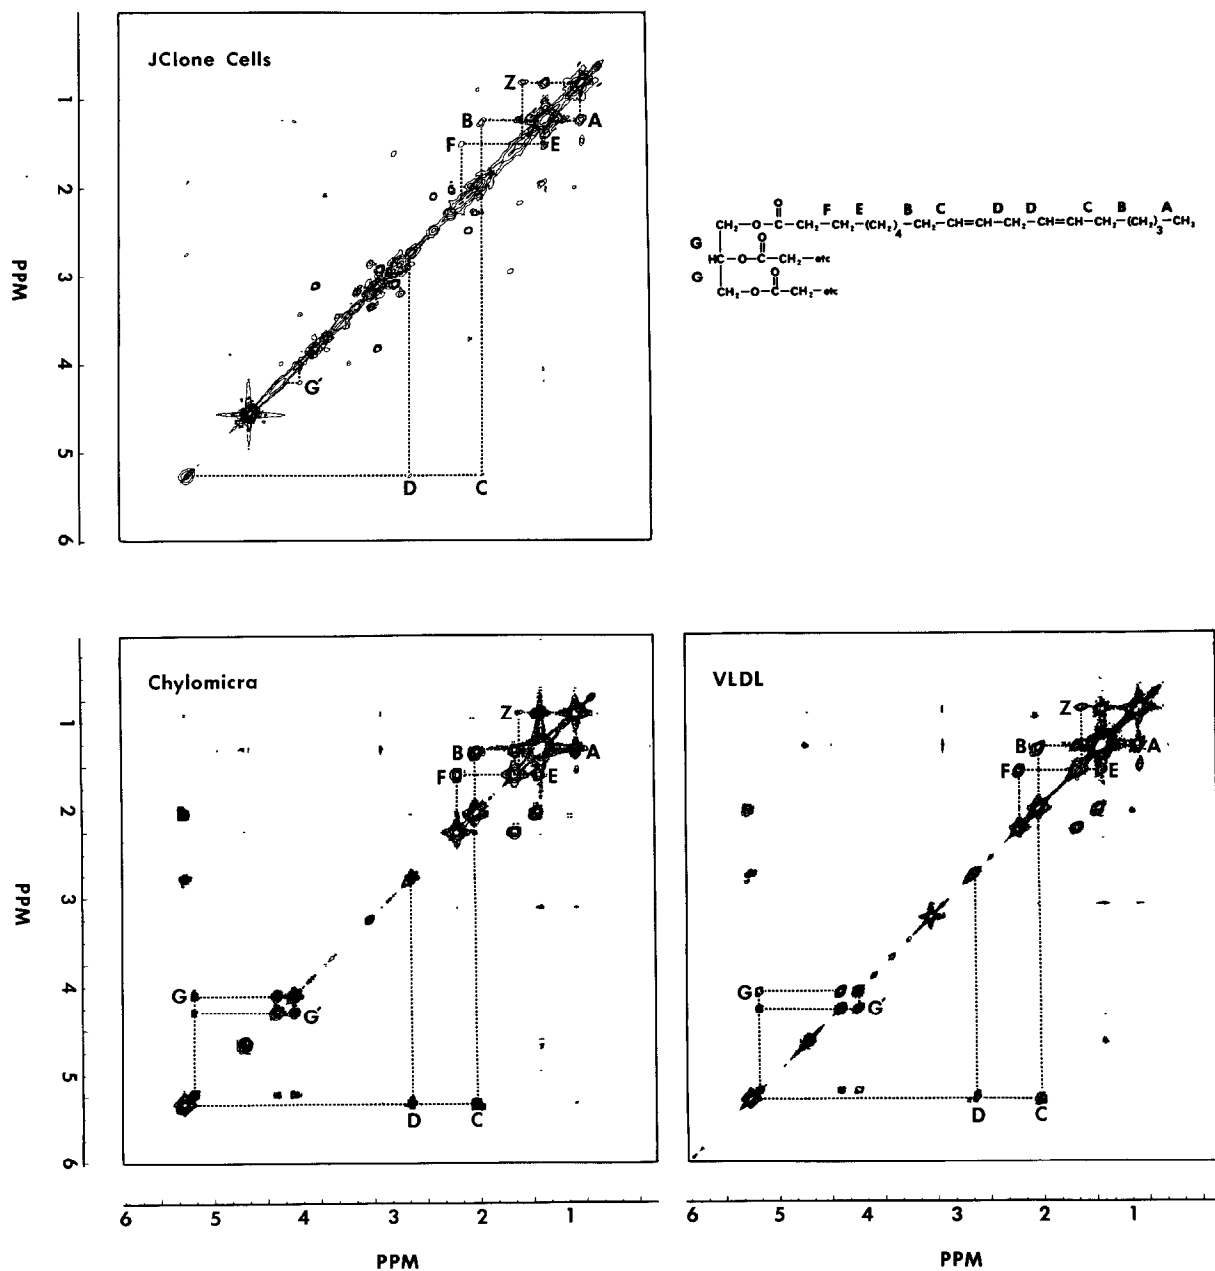 JClone Cells
Z
B
A
F
E
G′
D
C
1
2
3
4
5
6
PPM
F E B C D D C B A
O O
CH₂—O—C—CH₂—CH₂—(CH₂)₄—CH₂—CH=CH—CH₂—CH=CH—CH₂—(CH₂)₃—CH₃
G
HC—O—C—CH₂—etc
G
O
CH₂—O—C—CH₂—etc
Chylomicra
Z
B
A
F
E
G
G′
D
C
1
2
3
4
5
6
PPM
6 5 4 3 2 1
PPM
VLDL
Z
B
A
F
E
G
G′
D
C
6 5 4 3 2 1
PPM